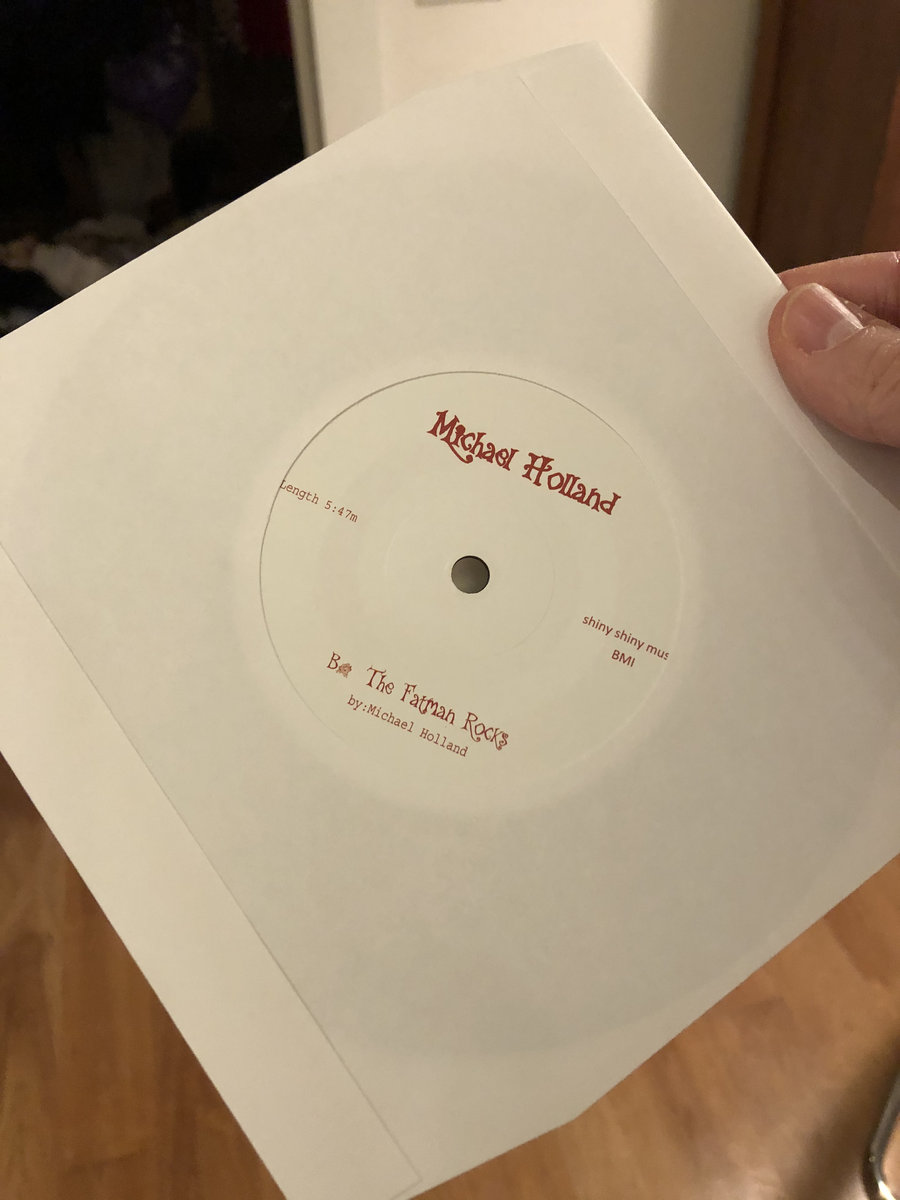 Michael Holland
Length 5:47m
shiny shiny mus
BMI
B The Fatman Rocks
by:Michael Holland